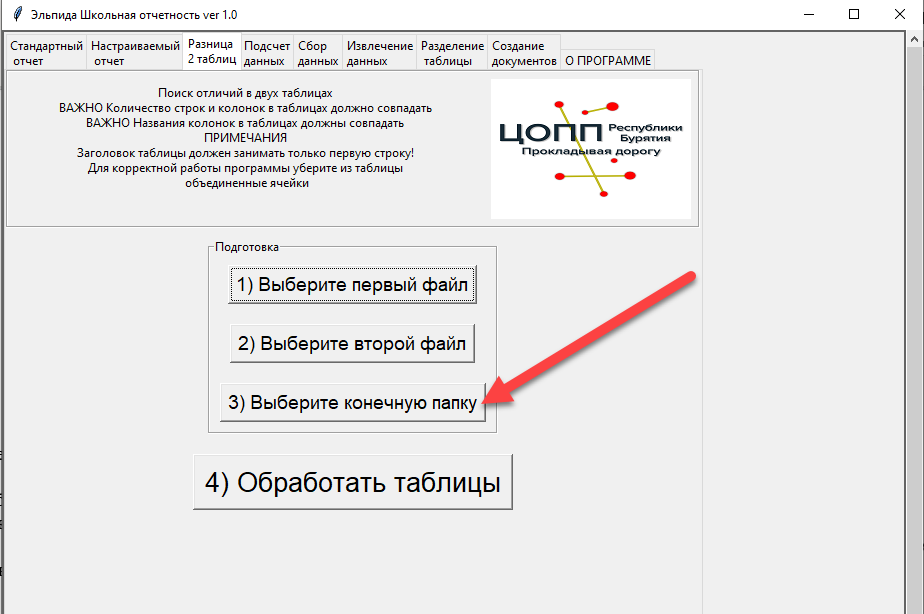 Эльпида Школьная отчетность ver 1.0
Стандартный отчет
Настраиваемый отчет
Разница 2 таблиц
Подсчет данных
Сбор данных
Извлечение данных
Разделение таблицы
Создание документов
О ПРОГРАММЕ
Поиск отличий в двух таблицах
ВАЖНО Количество строк и колонок в таблицах должно совпадать
ВАЖНО Названия колонок в таблицах должны совпадать
ПРИМЕЧАНИЯ
Заголовок таблицы должен занимать только первую строку!
Для корректной работы программы уберите из таблицы
объединенные ячейки
ЦОПП Республики
Бурятия
Прокладывая дорогу
Подготовка
1) Выберите первый файл
2) Выберите второй файл
3) Выберите конечную папку
4) Обработать таблицы